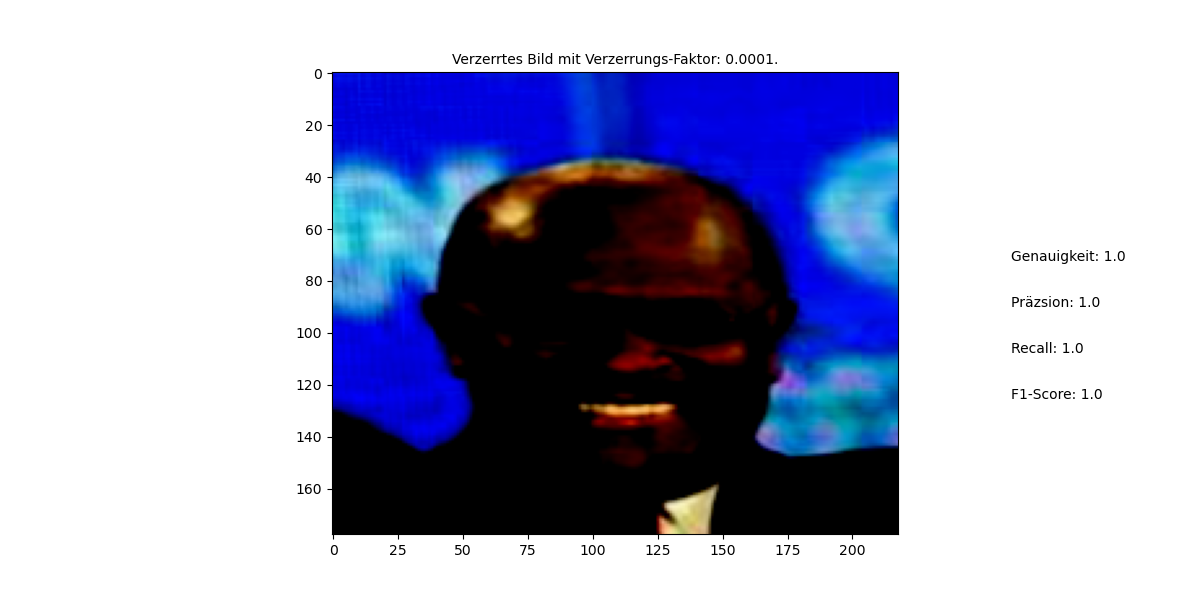 Verzerrtes Bild mit Verzerrungs-Faktor: 0.0001.
0
20
40
60
80
100
120
140
160
0 25 50 75 100 125 150 175 200
Genauigkeit: 1.0
Präzsion: 1.0
Recall: 1.0
F1-Score: 1.0